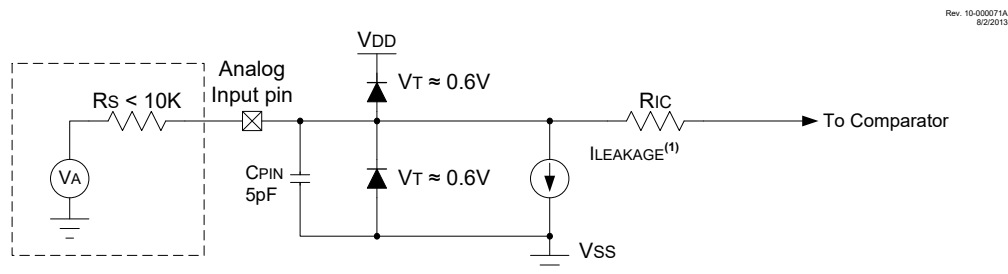 Rev. 10-000071A
8/2/2013
VDD
Analog
Input pin
RS < 10K
VT ≈ 0.6V
RIC
To Comparator
ILEAKAGE(1)
VA
CPIN
5pF
VT ≈ 0.6V
VSS